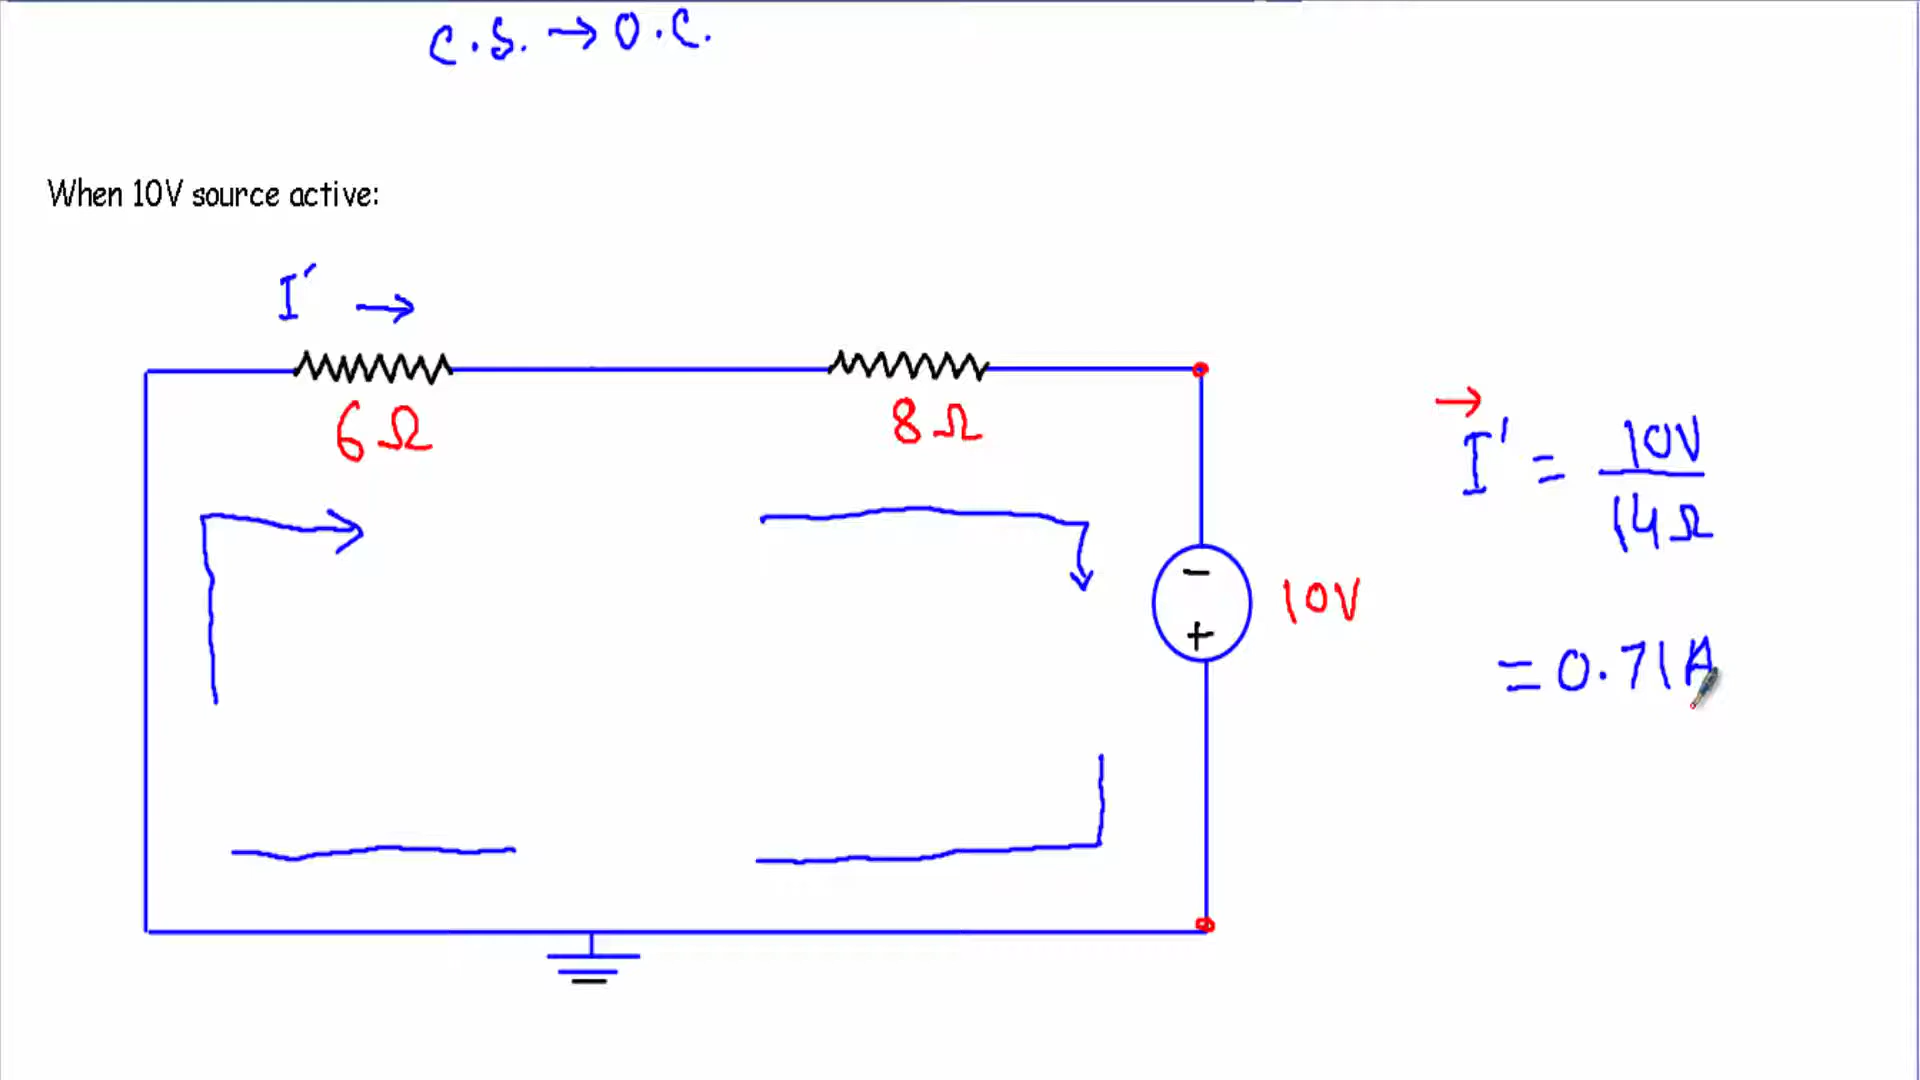 C.S. → O.C.
When 10V source active:
I' →
6Ω
8Ω
→
I' = 10V / 14Ω
−
+
10V
= 0.71A